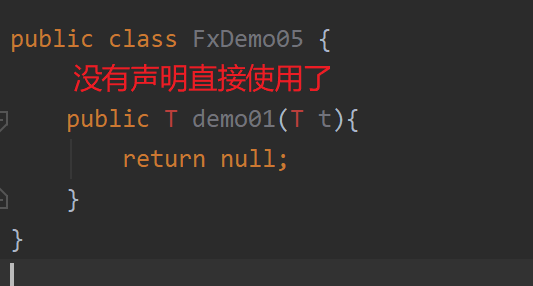 public class FxDemo05 {
没有声明直接使用了
public T demo01(T t){
return null;
}
}